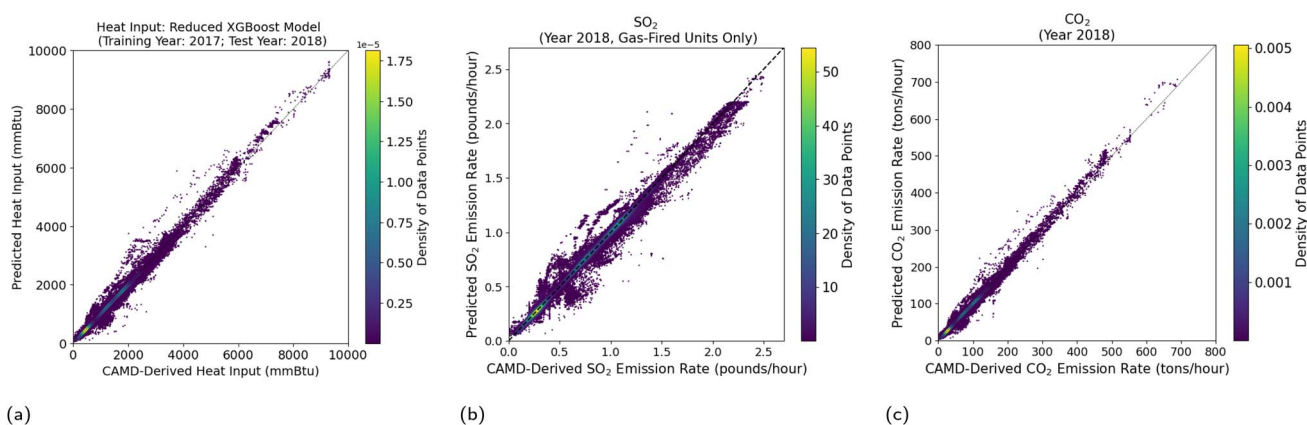 Heat Input: Reduced XGBoost Model
(Training Year: 2017; Test Year: 2018)
1e−5
10000
8000
6000
4000
2000
0
0 2000 4000 6000 8000 10000
Predicted Heat Input (mmBtu)
CAMD-Derived Heat Input (mmBtu)
1.75
1.50
1.25
1.00
0.75
0.50
0.25
Density of Data Points
(a)
SO₂
(Year 2018, Gas-Fired Units Only)
2.5
2.0
1.5
1.0
0.5
0.0
0.0 0.5 1.0 1.5 2.0 2.5
Predicted SO₂ Emission Rate (pounds/hour)
CAMD-Derived SO₂ Emission Rate (pounds/hour)
50
40
30
20
10
Density of Data Points
(b)
CO₂
(Year 2018)
800
700
600
500
400
300
200
100
0
0 100 200 300 400 500 600 700 800
Predicted CO₂ Emission Rate (tons/hour)
CAMD-Derived CO₂ Emission Rate (tons/hour)
0.005
0.004
0.003
0.002
0.001
Density of Data Points
(c)